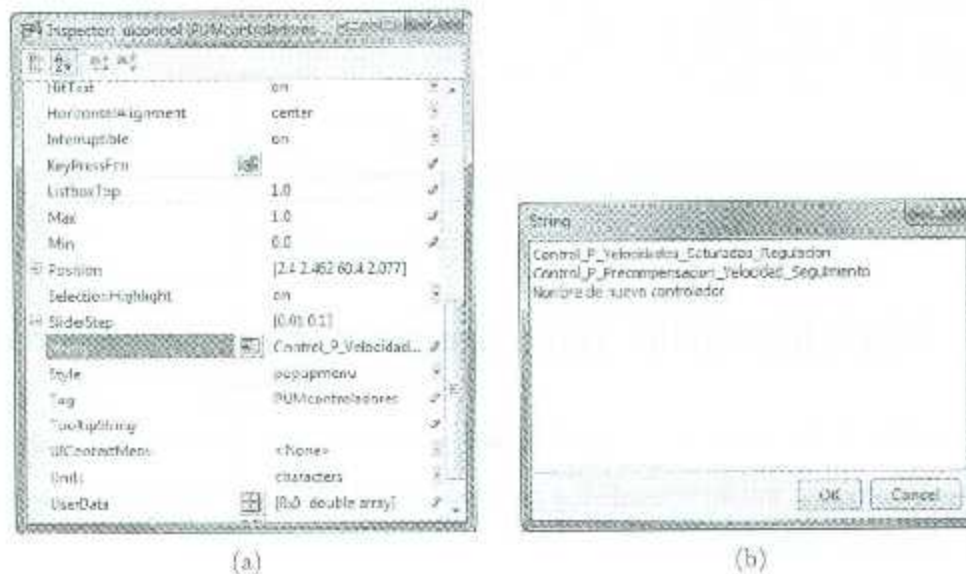 Inspector: uicontrol (PUMcontroladores ...
HitTest on
HorizontalAlignment center
Interruptible on
KeyPressFcn
ListboxTop 1.0
Max 1.0
Min 0.0
Position [2.4 2.462 60.4 2.077]
SelectionHighlight on
SliderStep [0.01 0.1]
Control_P_Velocidad...
Style popupmenu
Tag PUMcontroladores
TooltipString
UIContextMenu <None>
Units characters
UserData [0x0 double array]
(a)
String
Control_P_Velocidades_Saturadas_Regulacion
Control_P_Precompensacion_Velocidad_Seguimiento
Nombre de nuevo controlador
OK Cancel
(b)